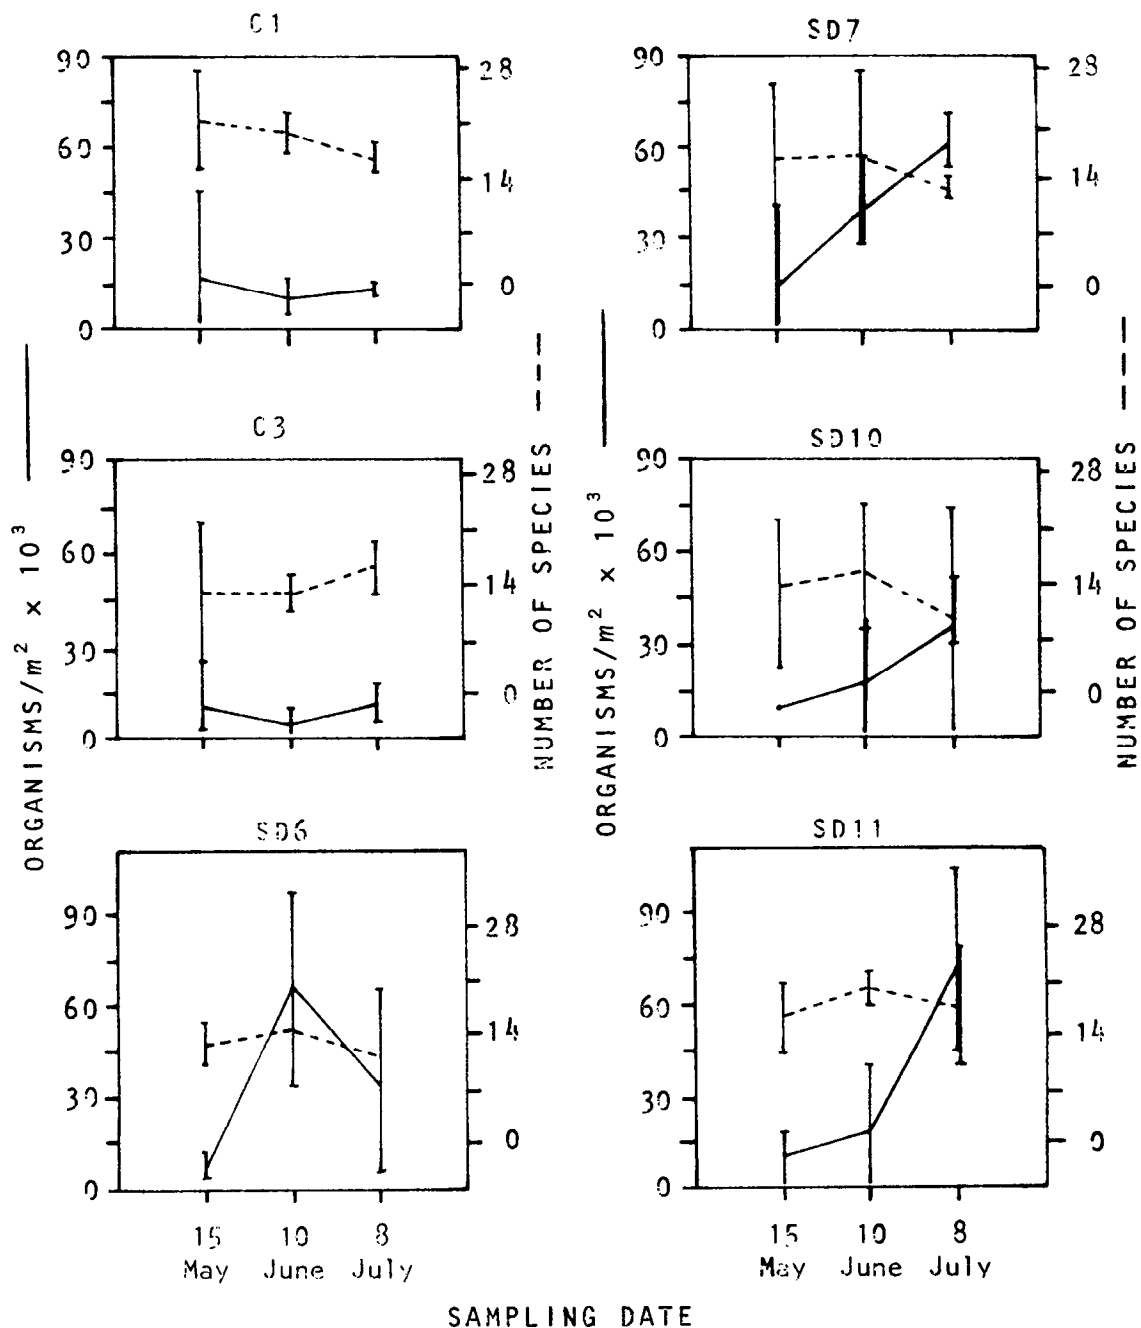 C1
90
60
30
0
28
14
0
SD7
90
60
30
0
28
14
0
C3
90
60
30
0
28
14
0
SD10
90
60
30
0
28
14
0
SD6
90
60
30
0
28
14
0
SD11
90
60
30
0
28
14
0
ORGANISMS/m² x 10³
NUMBER OF SPECIES
ORGANISMS/m² x 10³
NUMBER OF SPECIES
15 10 8
May June July
15 10 8
May June July
SAMPLING DATE